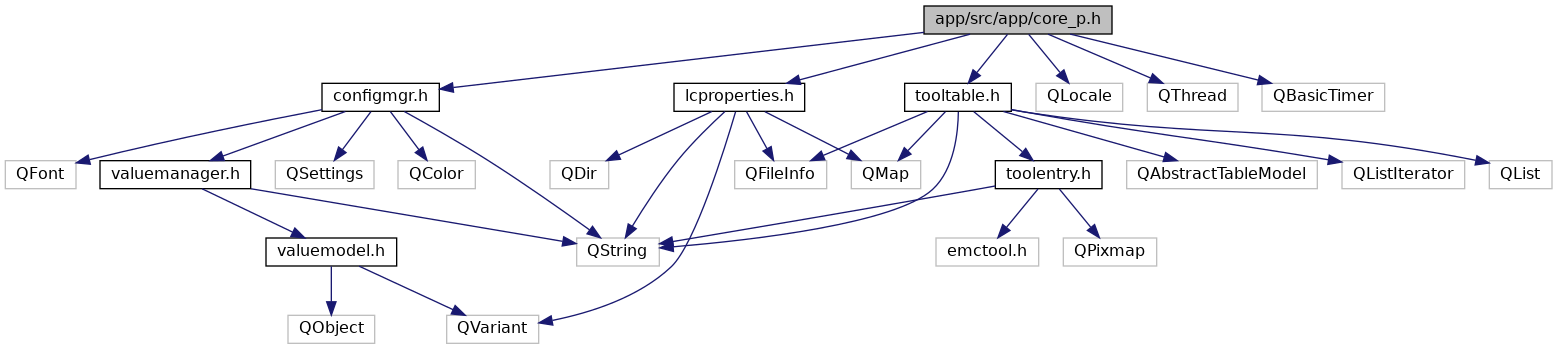 app/src/app/core_p.h
configmgr.h
lcproperties.h
tooltable.h
QLocale
QThread
QBasicTimer
QFont
valuemanager.h
QSettings
QColor
QDir
QFileInfo
QMap
toolentry.h
QAbstractTableModel
QListIterator
QList
valuemodel.h
QString
emctool.h
QPixmap
QObject
QVariant